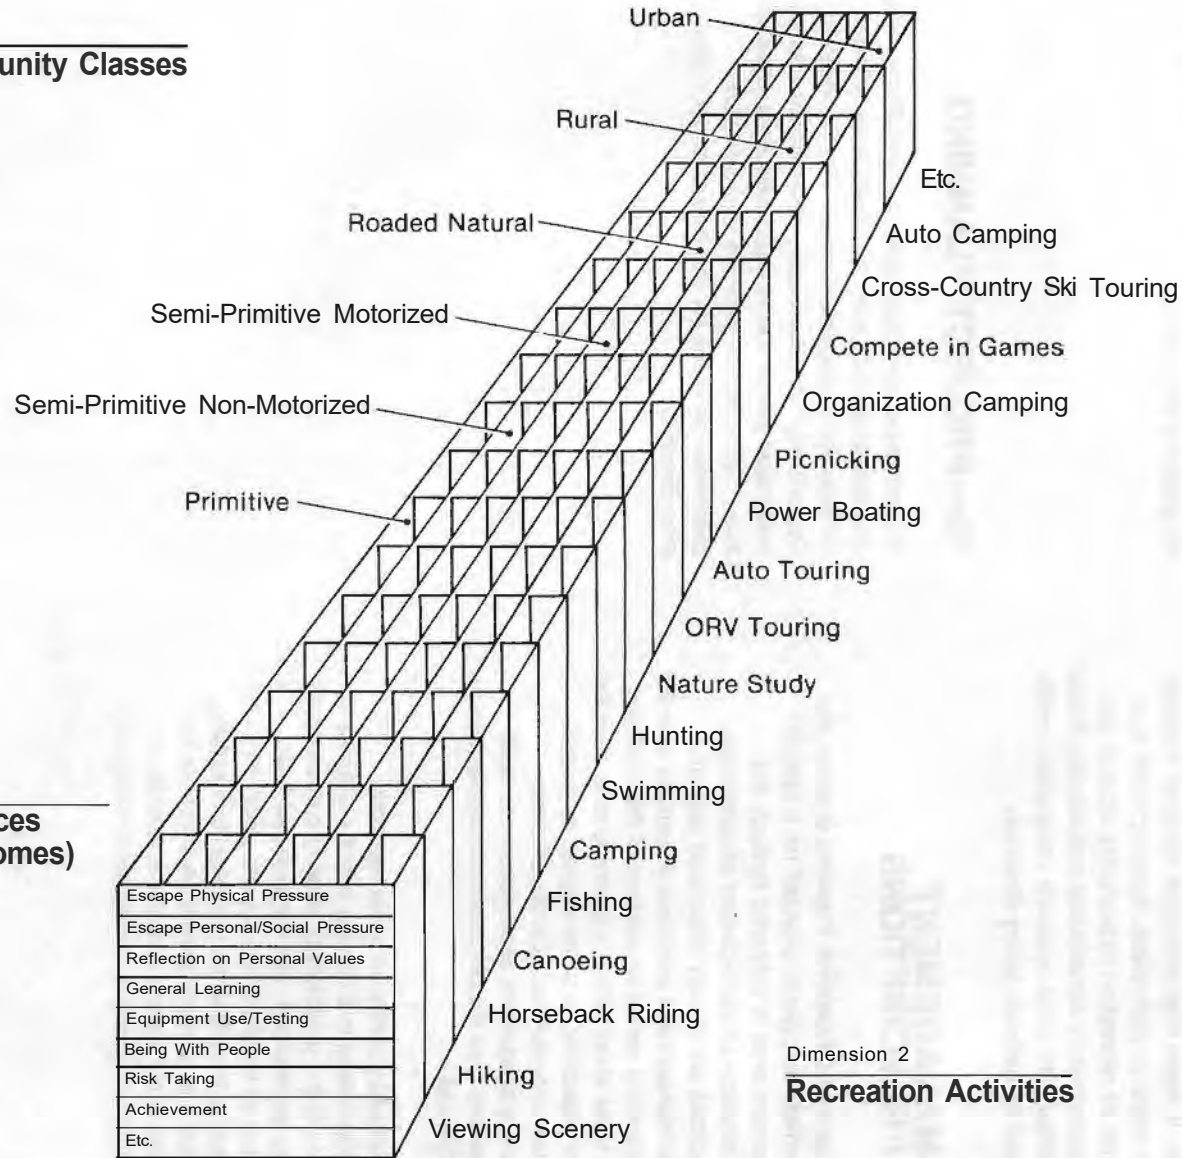 unity Classes
Urban
Rural
Roaded Natural
Semi-Primitive Motorized
Semi-Primitive Non-Motorized
Primitive
Etc.
Auto Camping
Cross-Country Ski Touring
Compete in Games
Organization Camping
Picnicking
Power Boating
Auto Touring
ORV Touring
Nature Study
Hunting
Swimming
Camping
Fishing
Canoeing
Horseback Riding
Hiking
Viewing Scenery
ces
omes)
Escape Physical Pressure
Escape Personal/Social Pressure
Reflection on Personal Values
General Learning
Equipment Use/Testing
Being With People
Risk Taking
Achievement
Etc.
Dimension 2
Recreation Activities